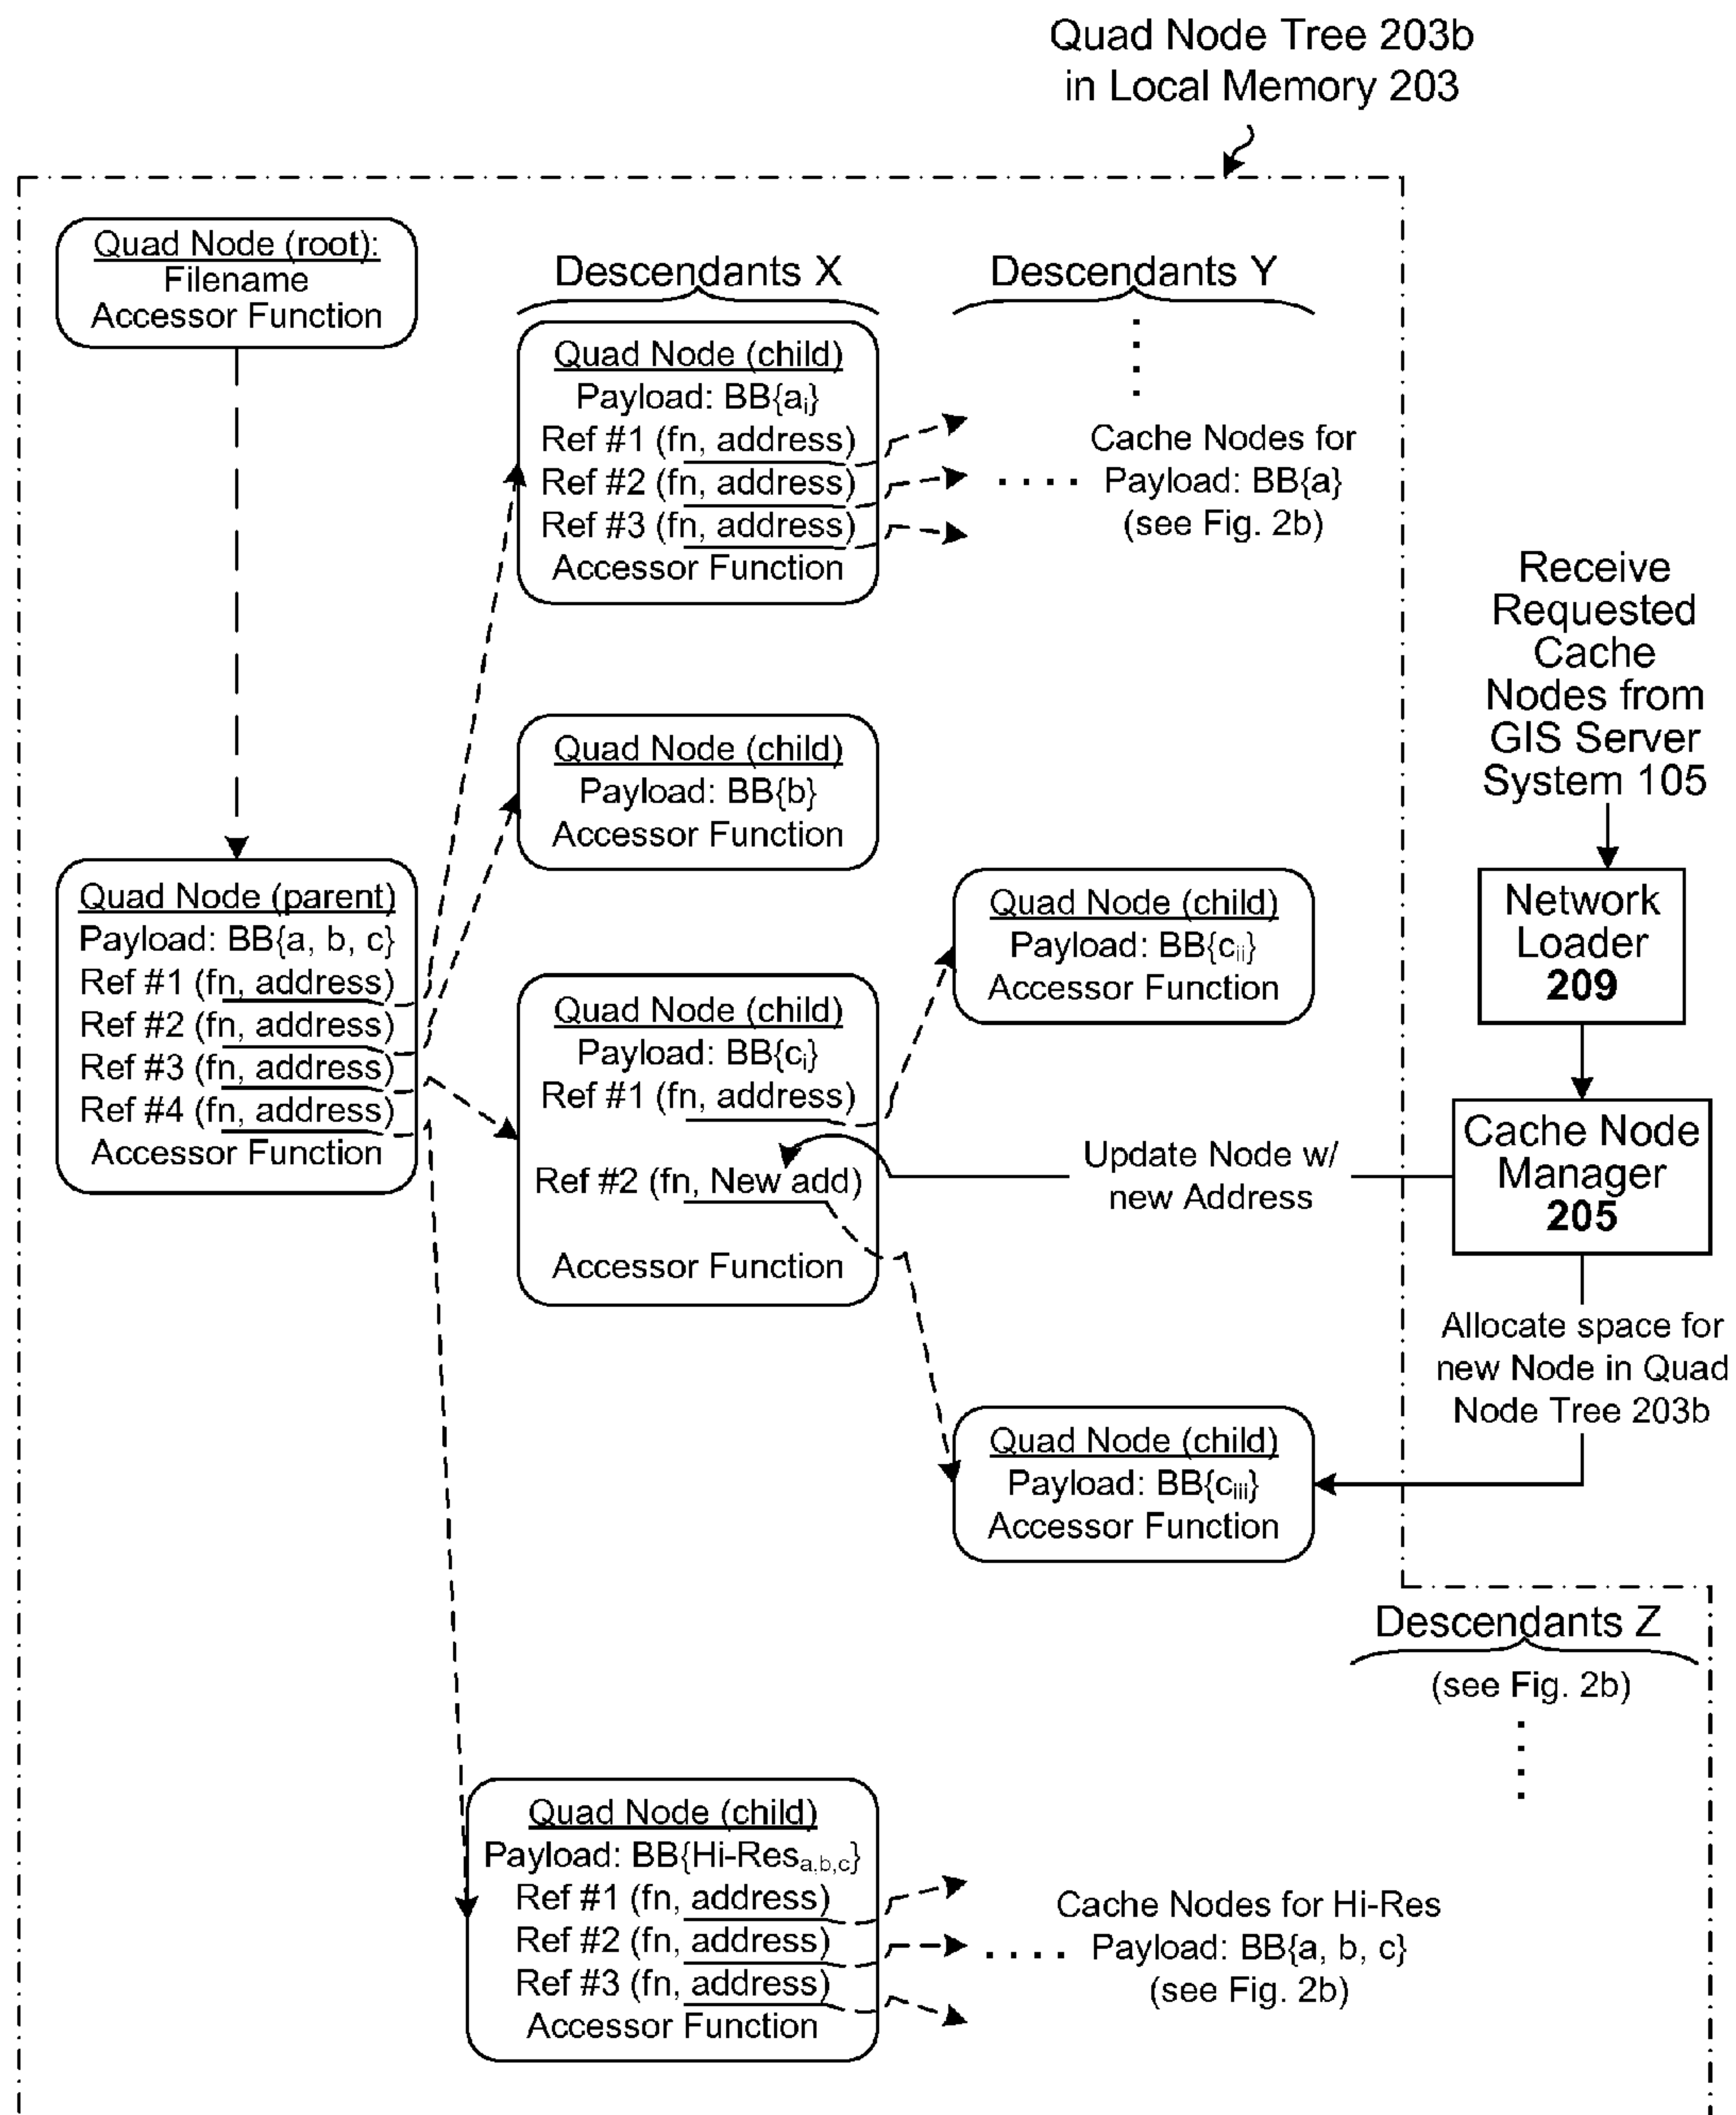 Quad Node Tree 203b
in Local Memory 203
Quad Node (root):
Filename
Accessor Function
Descendants X
Descendants Y
Quad Node (child)
Payload: BB{aᵢ}
Ref #1 (fn, address)
Ref #2 (fn, address)
Ref #3 (fn, address)
Accessor Function
Cache Nodes for
Payload: BB{a}
(see Fig. 2b)
Receive
Requested
Cache
Nodes from
GIS Server
System 105
Quad Node (child)
Payload: BB{b}
Accessor Function
Quad Node (parent)
Payload: BB{a, b, c}
Ref #1 (fn, address)
Ref #2 (fn, address)
Ref #3 (fn, address)
Ref #4 (fn, address)
Accessor Function
Quad Node (child)
Payload: BB{cᵢ}
Ref #1 (fn, address)
Ref #2 (fn, New add)
Accessor Function
Quad Node (child)
Payload: BB{cᵢᵢ}
Accessor Function
Network
Loader
209
Update Node w/
new Address
Cache Node
Manager
205
Allocate space for
new Node in Quad
Node Tree 203b
Quad Node (child)
Payload: BB{cᵢᵢᵢ}
Accessor Function
Descendants Z
(see Fig. 2b)
Quad Node (child)
Payload: BB{Hi-Resa,b,c}
Ref #1 (fn, address)
Ref #2 (fn, address)
Ref #3 (fn, address)
Accessor Function
Cache Nodes for Hi-Res
Payload: BB{a, b, c}
(see Fig. 2b)